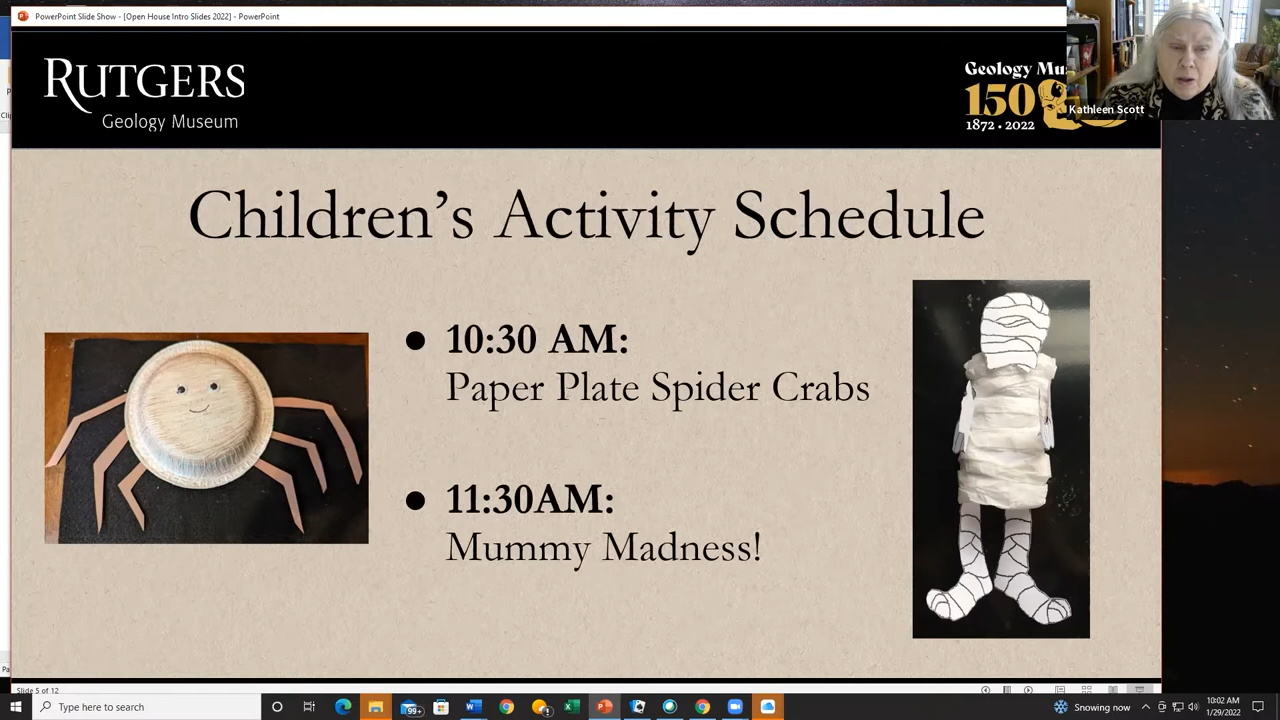 PowerPoint Slide Show - [Open House Intro Slides 2022] - PowerPoint
RUTGERS
Geology Museum
Geology Mu
150
1872 • 2022
Kathleen Scott
Children's Activity Schedule
● 10:30 AM:
Paper Plate Spider Crabs
● 11:30AM:
Mummy Madness!
Slide 5 of 12
Type here to search
99+
Snowing now
10:02 AM
1/29/2022